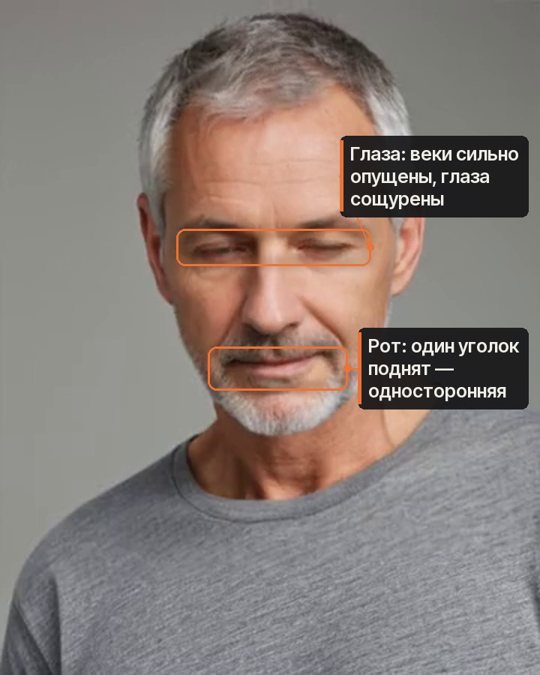 Глаза: веки сильно
опущены, глаза
сощурены
Рот: один уголок
поднят —
односторонняя